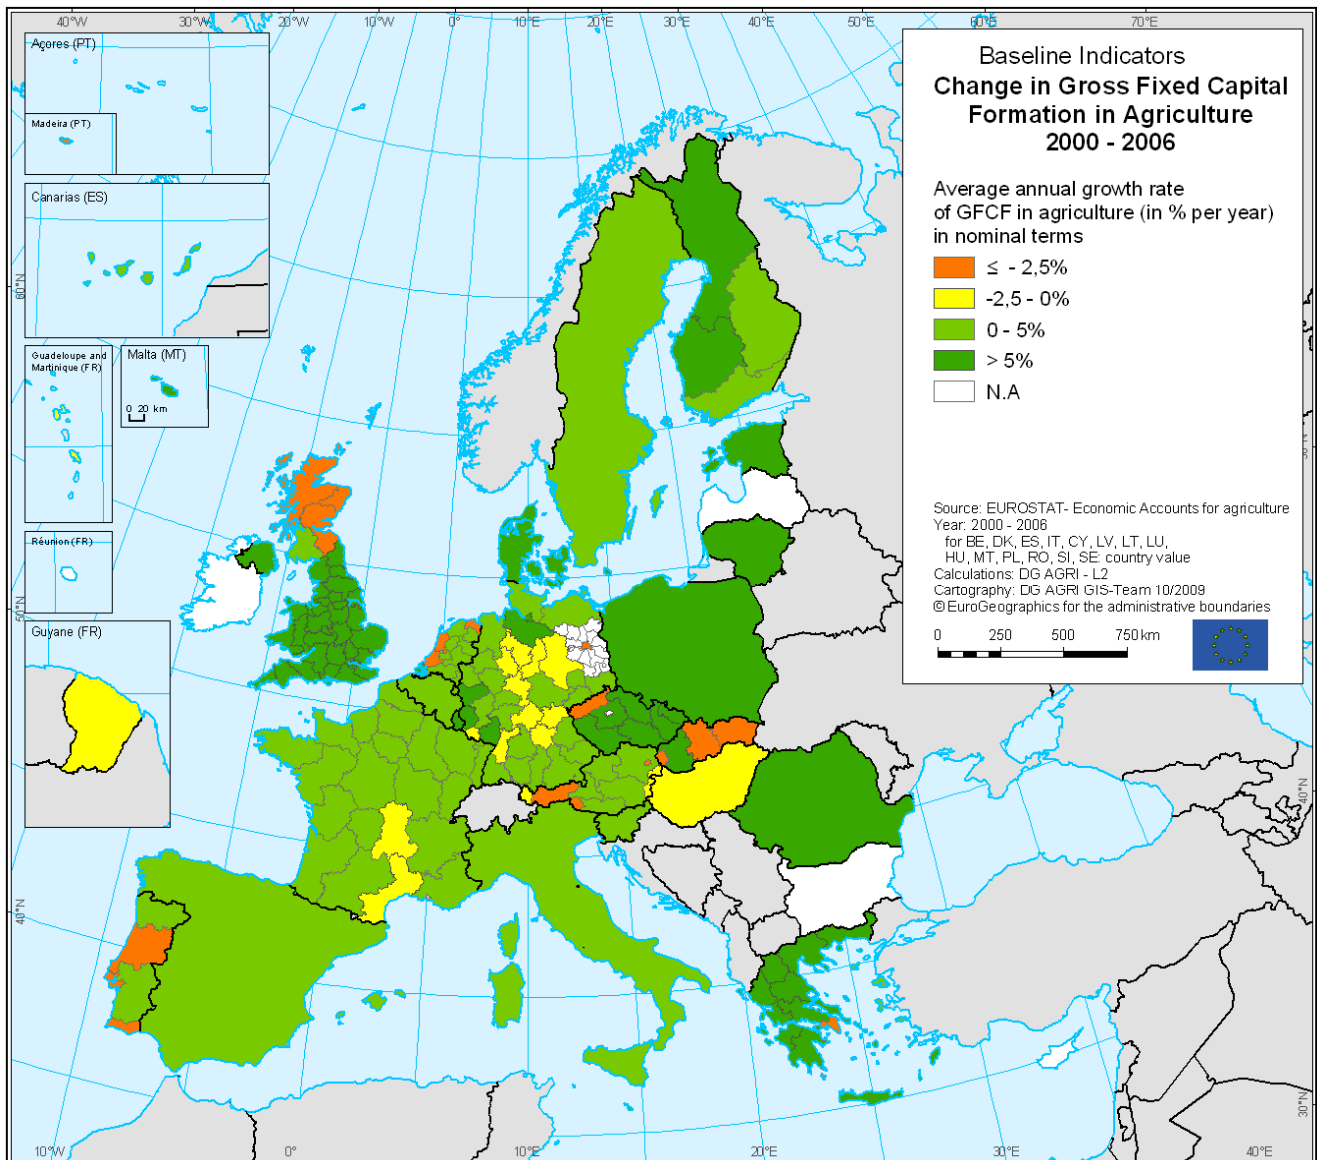 40°W 30°W 20°W 10°W 0° 10°E 20°E 30°E 40°E 50°E 60°E 70°E
Açores (PT)
Madeira (PT)
Canarias (ES)
Guadeloupe and
Martinique (FR)
Malta (MT)
0 20 km
Réunion (FR)
Guyane (FR)
Baseline Indicators
Change in Gross Fixed Capital
Formation in Agriculture
2000 - 2006
Average annual growth rate
of GFCF in agriculture (in % per year)
in nominal terms
≤ - 2,5%
-2,5 - 0%
0 - 5%
> 5%
N.A
Source: EUROSTAT- Economic Accounts for agriculture
Year: 2000 - 2006
for BE, DK, ES, IT, CY, LV, LT, LU,
HU, MT, PL, RO, SI, SE: country value
Calculations: DG AGRI - L2
Cartography: DG AGRI GIS-Team 10/2009
© EuroGeographics for the administrative boundaries
0 250 500 750 km
60°N
50°N
40°N
40°N
30°N
10°W 0° 10°E 20°E 30°E 40°E